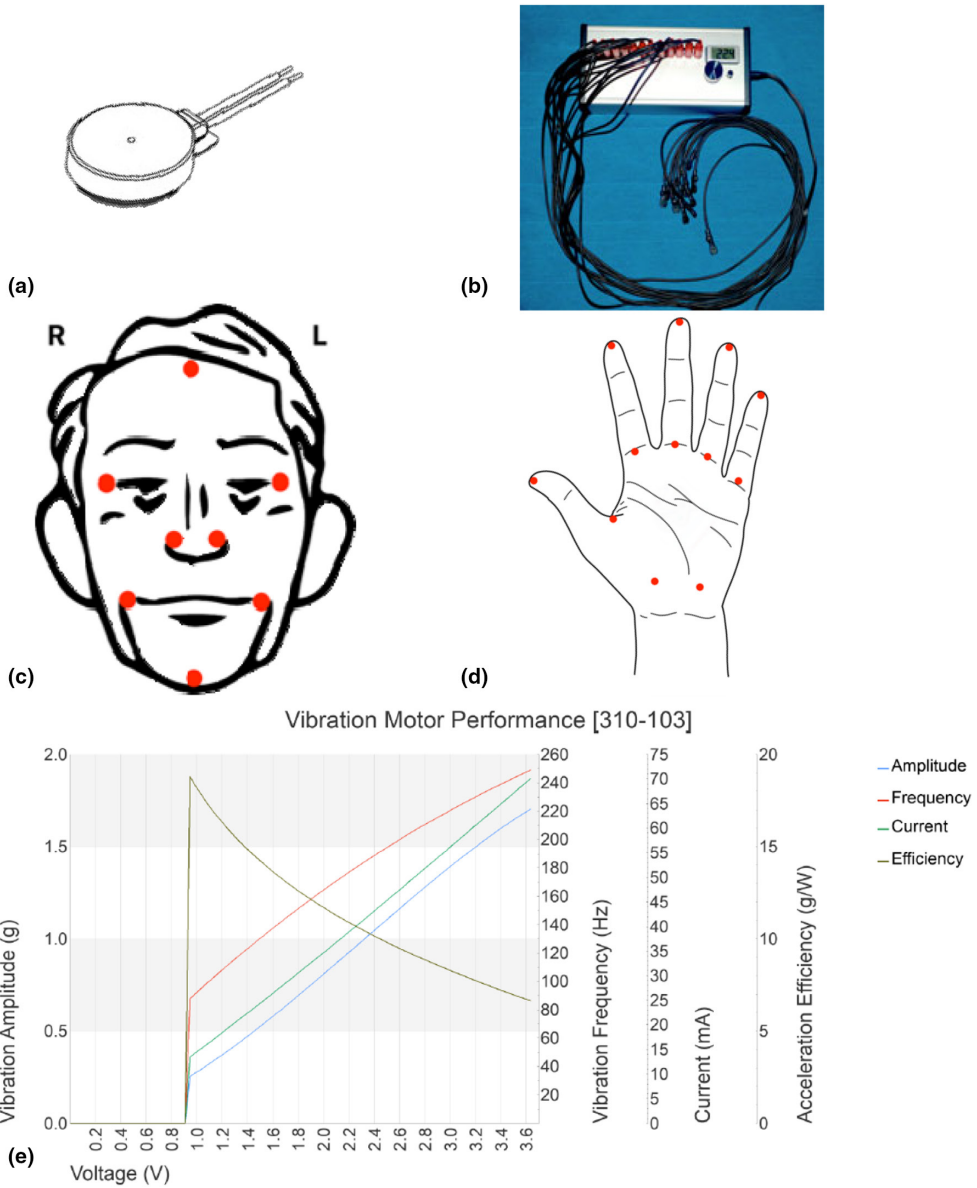 (a)
224
(b)
R
L
(c)
(d)
Vibration Motor Performance [310-103]
Vibration Amplitude (g)
2.0
1.5
1.0
0.5
0.0
0.2 0.4 0.6 0.8 1.0 1.2 1.4 1.6 1.8 2.0 2.2 2.4 2.6 2.8 3.0 3.2 3.4 3.6
Voltage (V)
260
240
220
200
180
160
140
120
100
80
60
40
20
Vibration Frequency (Hz)
75
70
65
60
55
50
45
40
35
30
25
20
15
10
5
0
Current (mA)
20
15
10
5
0
Acceleration Efficiency (g/W)
Amplitude
Frequency
Current
Efficiency
(e)